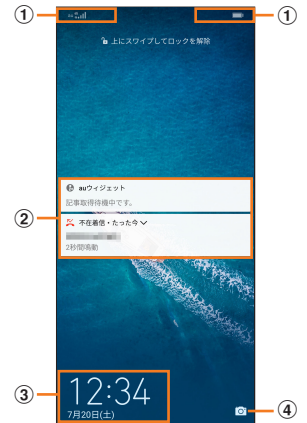 ① ①
上にスワイプしてロックを解除
auウィジェット
記事取得待機中です。
②
不在着信・たった今
2秒間鳴動
③
12:34
7月20日(土)
④